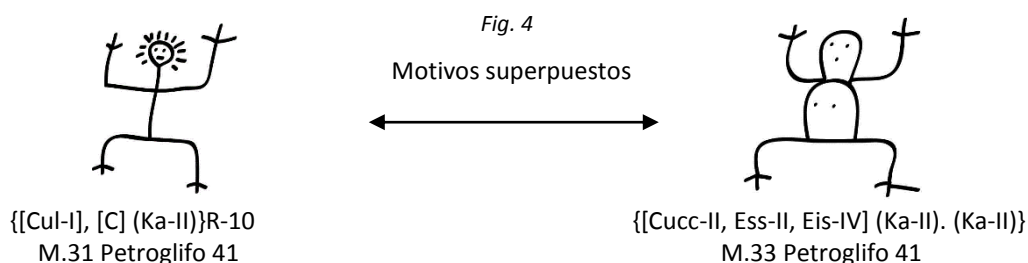 Fig. 4
Motivos superpuestos
{[Cul-I], [C] (Ka-II)}R-10
M.31 Petroglifo 41
{[Cucc-II, Ess-II, Eis-IV] (Ka-II). (Ka-II)}
M.33 Petroglifo 41